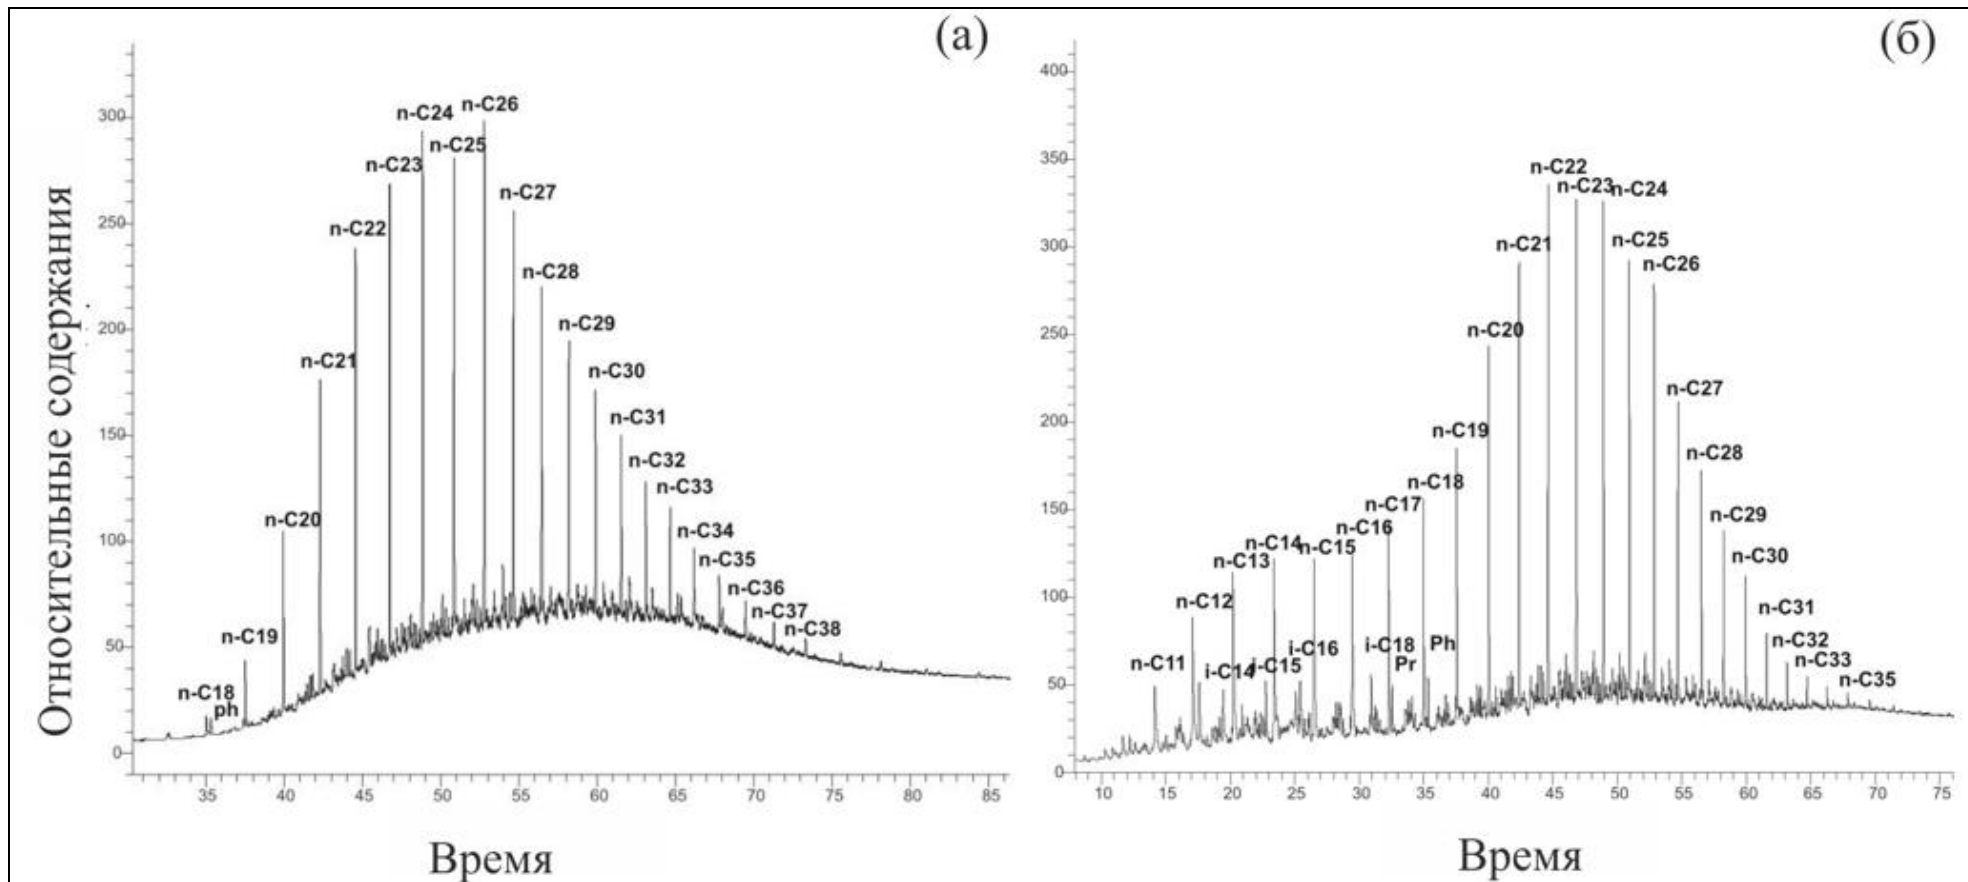 (а)
Относительные содержания
300
250
200
150
100
50
0
n-C18
ph
n-C19
n-C20
n-C21
n-C22
n-C23
n-C24
n-C25
n-C26
n-C27
n-C28
n-C29
n-C30
n-C31
n-C32
n-C33
n-C34
n-C35
n-C36
n-C37
n-C38
35 40 45 50 55 60 65 70 75 80 85
Время
(б)
400
350
300
250
200
150
100
50
0
n-C11
n-C12
i-C14
n-C13
i-C15
n-C14
i-C16
n-C15
n-C16
i-C18
n-C17
Pr
n-C18
Ph
n-C19
n-C20
n-C21
n-C22
n-C23
n-C24
n-C25
n-C26
n-C27
n-C28
n-C29
n-C30
n-C31
n-C32
n-C33
n-C35
10 15 20 25 30 35 40 45 50 55 60 65 70 75
Время